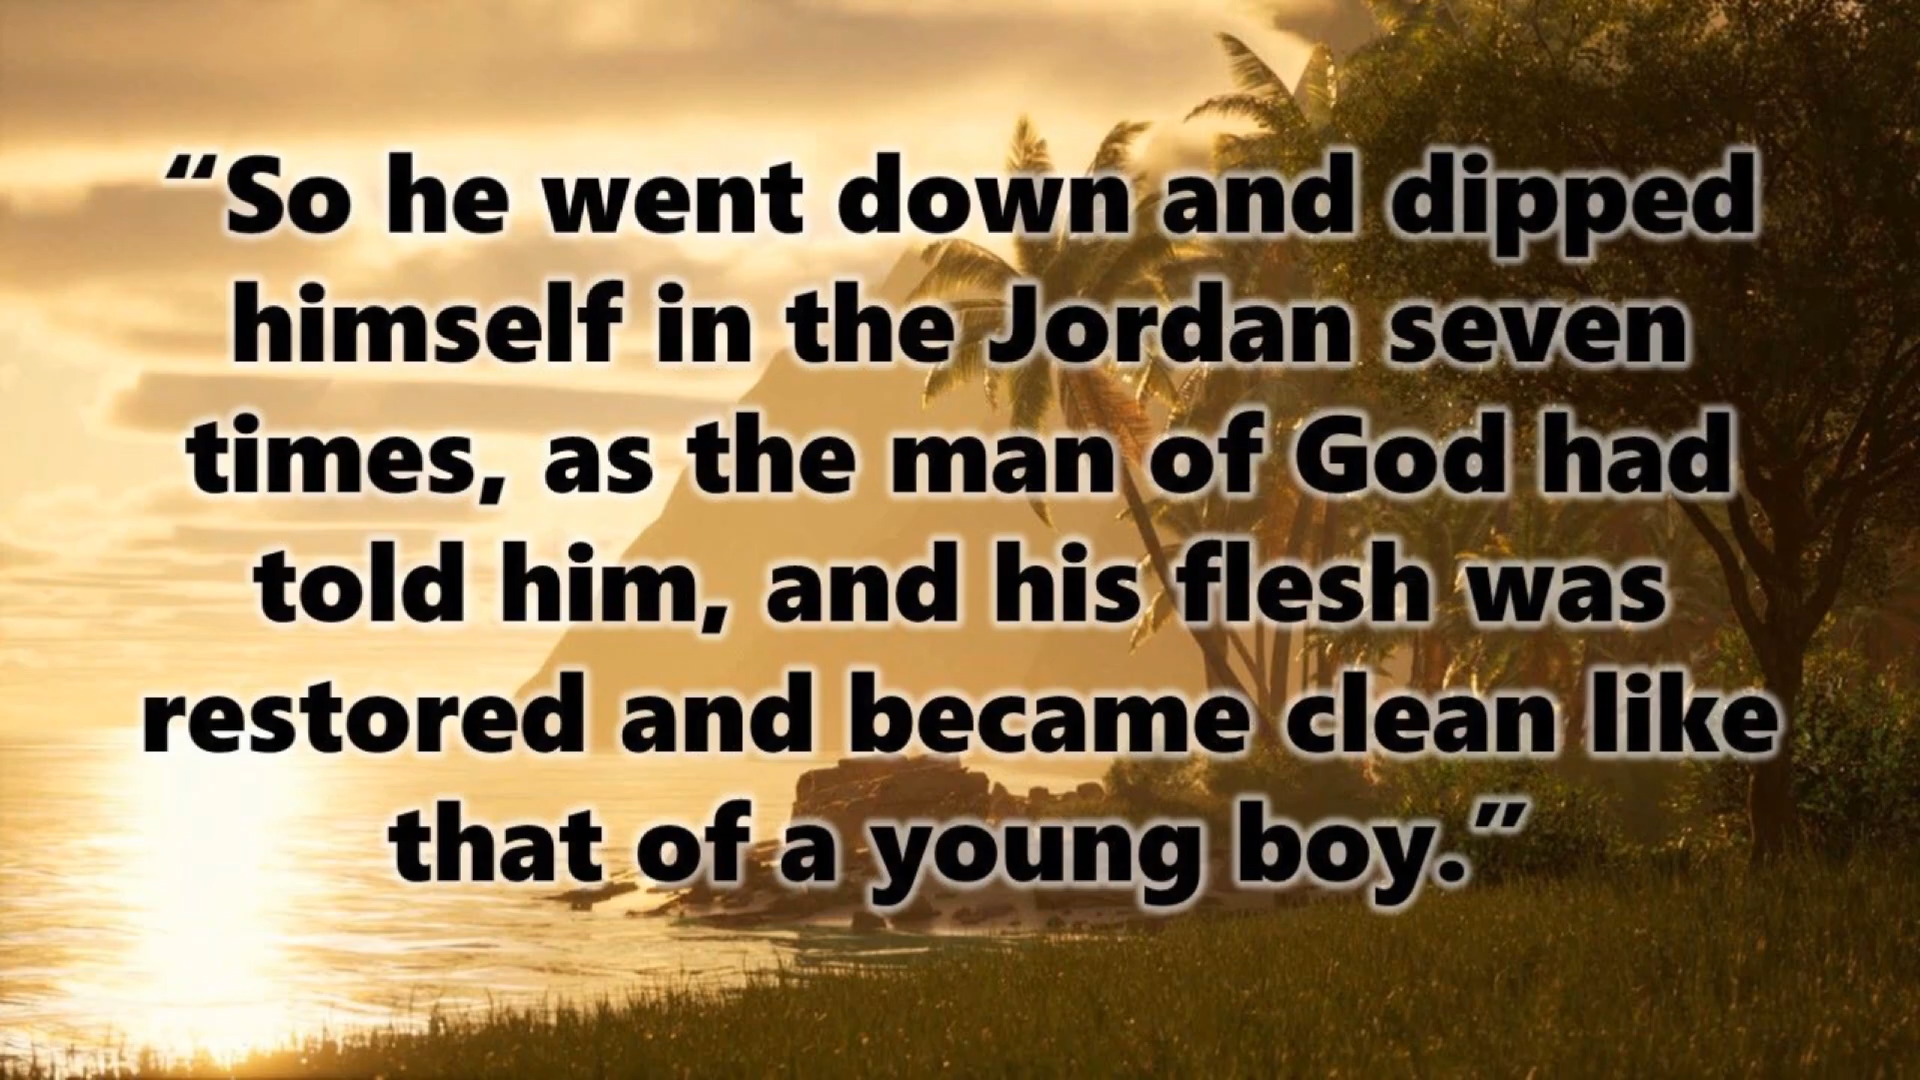 “So he went down and dipped
himself in the Jordan seven
times, as the man of God had
told him, and his flesh was
restored and became clean like
that of a young boy.”